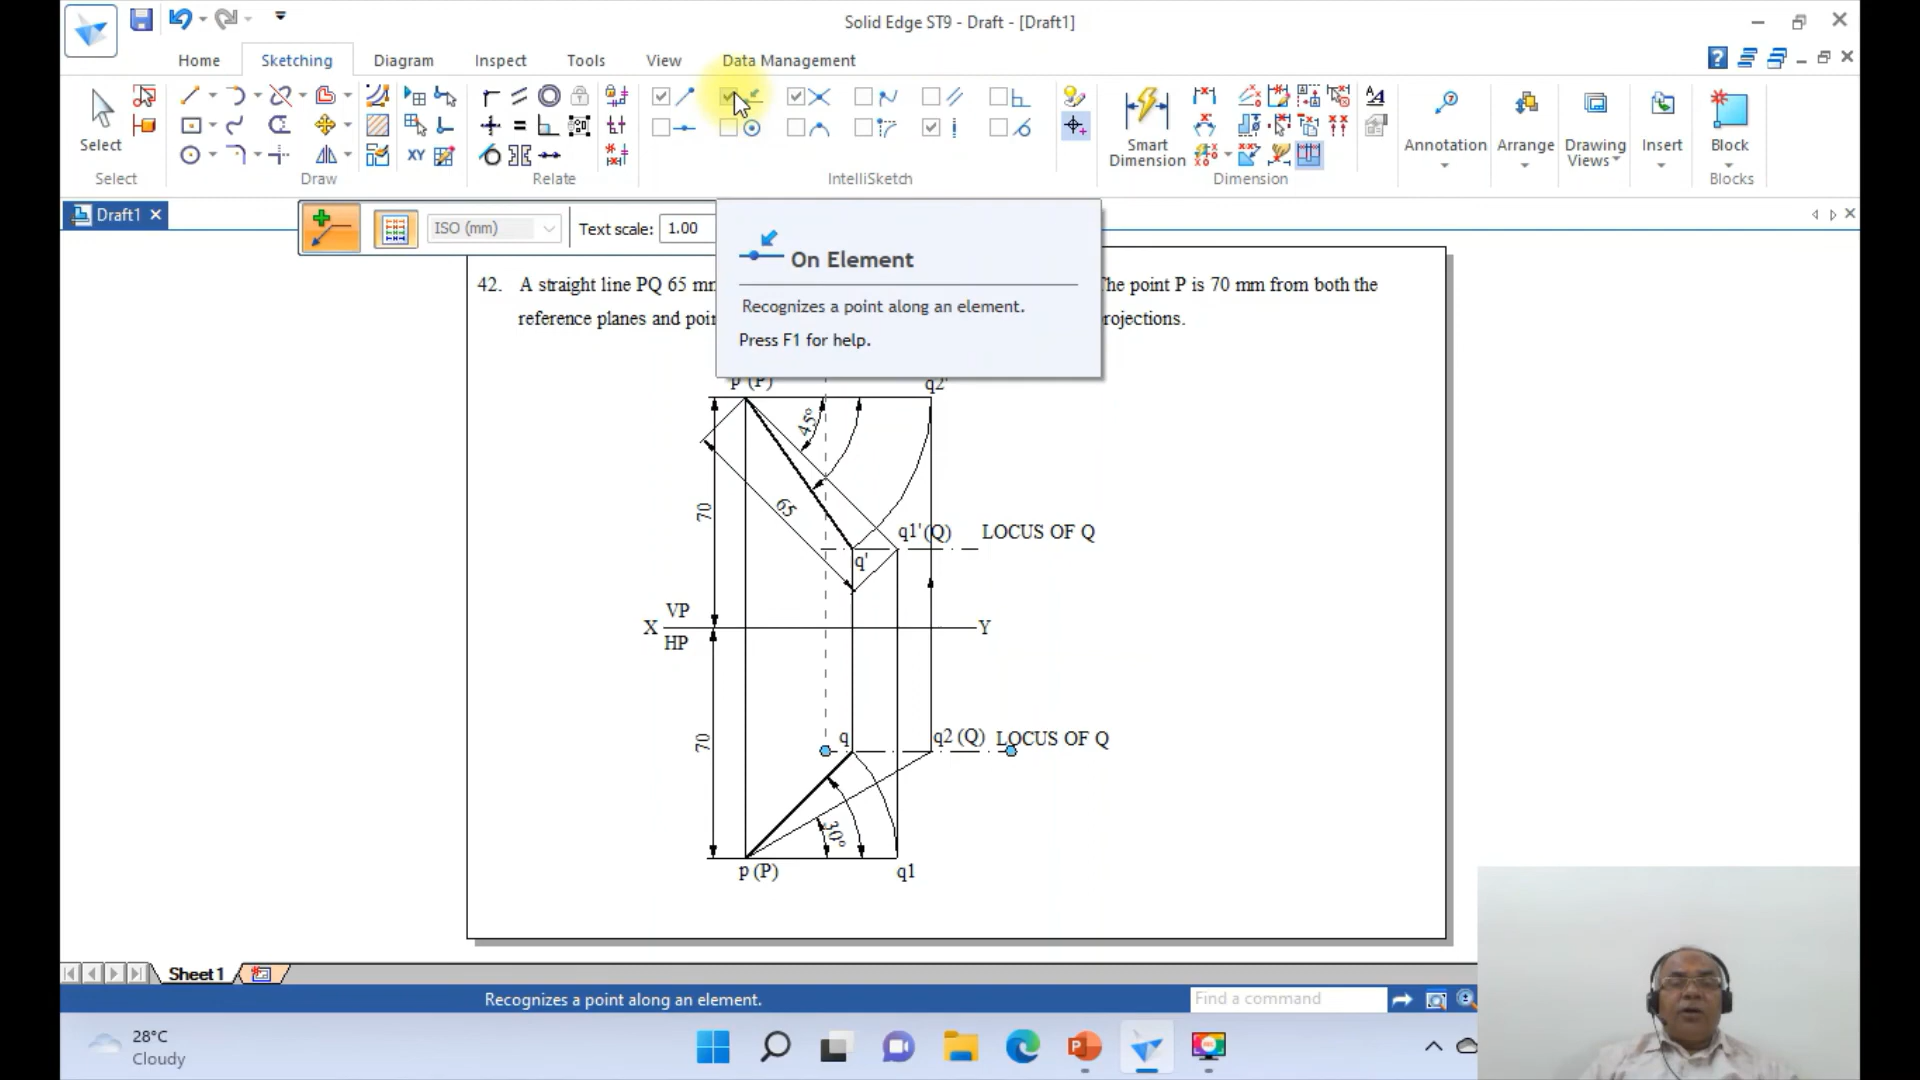 Solid Edge ST9 - Draft - [Draft1]
Home Sketching Diagram Inspect Tools View Data Management
Select
XY
Smart Dimension
A
Annotation
Arrange
Drawing Views
Insert
Block
Select Draw Relate IntelliSketch Dimension Blocks
Draft1
ISO (mm) Text scale: 1.00
On Element
Recognizes a point along an element.
Press F1 for help.
42. A straight line PQ 65 The point P is 70 mm from both the
reference planes and projections.
p'(P) q2'
45°
70
65
q1'(Q) LOCUS OF Q
q'
VP
X Y
HP
70
q q2 (Q) LOCUS OF Q
30°
p (P) q1
Sheet1
Recognizes a point along an element. Find a command
28°C
Cloudy